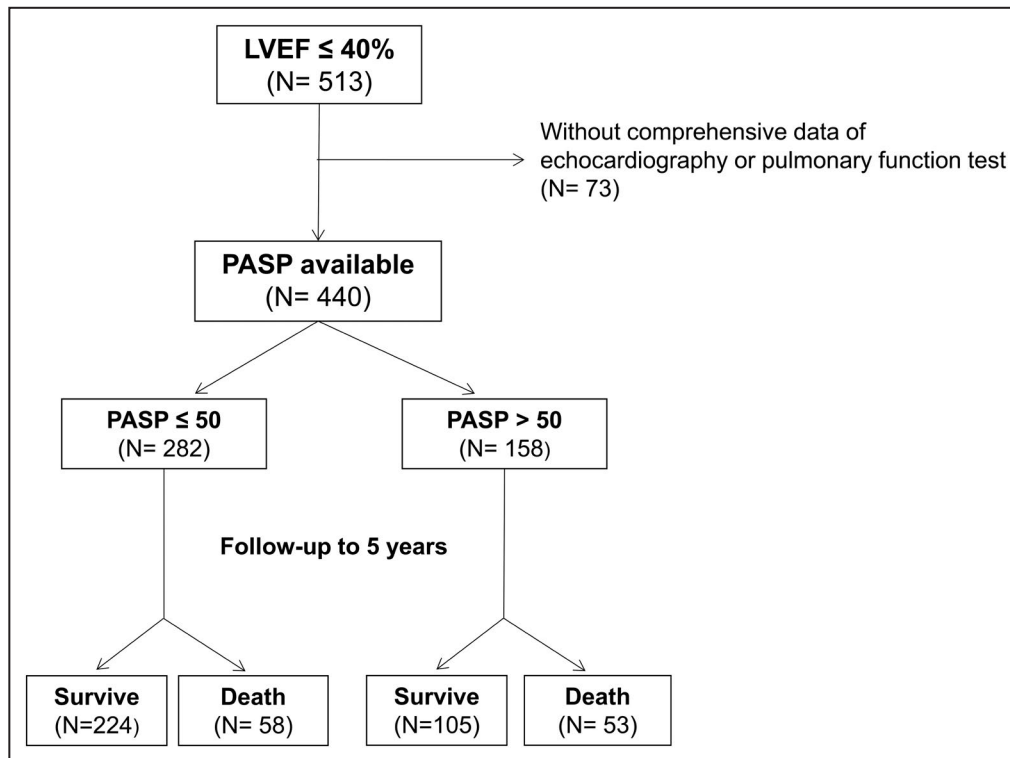 LVEF ≤ 40%
(N= 513)
Without comprehensive data of
echocardiography or pulmonary function test
(N= 73)
PASP available
(N= 440)
PASP ≤ 50
(N= 282)
PASP > 50
(N= 158)
Follow-up to 5 years
Survive
(N=224)
Death
(N= 58)
Survive
(N=105)
Death
(N= 53)